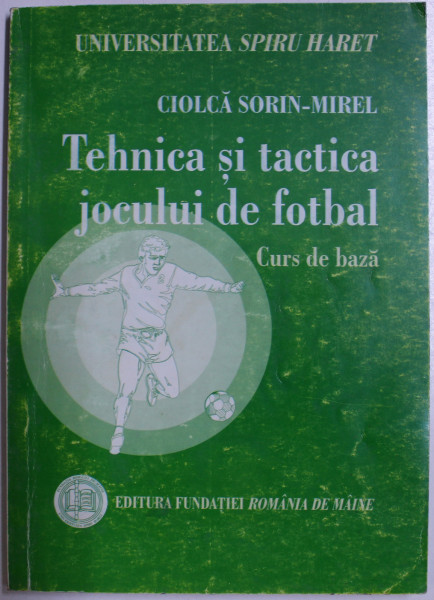 UNIVERSITATEA SPIRU HARET
CIOLCĂ SORIN-MIREL
Tehnica și tactica
jocului de fotbal
Curs de bază
EDITURA FUNDAȚIEI ROMÂNIA DE MÂINE